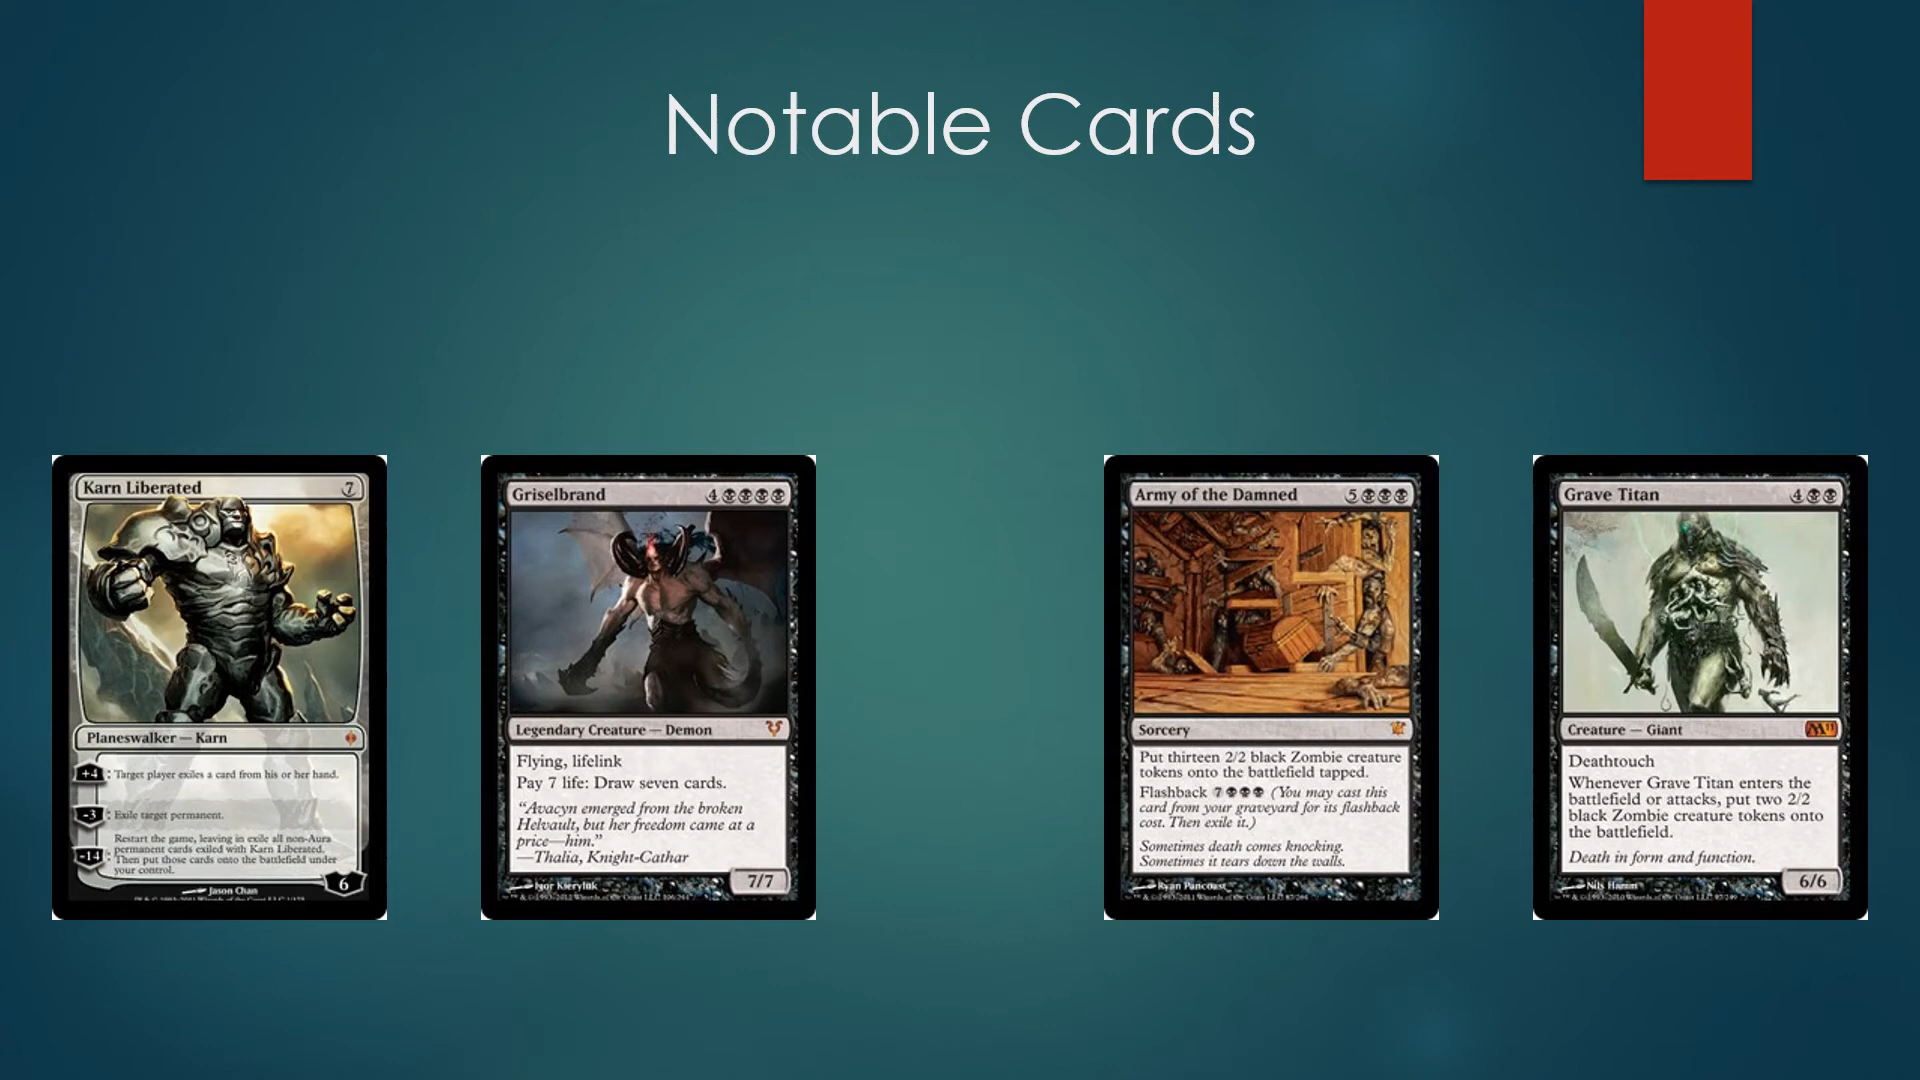 Notable Cards
Karn Liberated 7
Planeswalker — Karn
+4 : Target player exiles a card from his or her hand.
-3 : Exile target permanent.
Restart the game, leaving in exile all non-Aura
permanent cards exiled with Karn Liberated.
-14 : Then put those cards onto the battlefield under
your control.
Jason Chan
6
Griselbrand 4
Legendary Creature — Demon
Flying, lifelink
Pay 7 life: Draw seven cards.
“Avacyn emerged from the broken
Helvault, but her freedom came at a
price—him.”
—Thalia, Knight-Cathar
7/7
Igor Kieryluk
Army of the Damned 5
Sorcery
Put thirteen 2/2 black Zombie creature
tokens onto the battlefield tapped.
Flashback 7 (You may cast this
card from your graveyard for its flashback
cost. Then exile it.)
Sometimes death comes knocking.
Sometimes it tears down the walls.
Ryan Pancoast
Grave Titan 4
Creature — Giant M11
Deathtouch
Whenever Grave Titan enters the
battlefield or attacks, put two 2/2
black Zombie creature tokens onto
the battlefield.
Death in form and function.
6/6
Nils Hamm